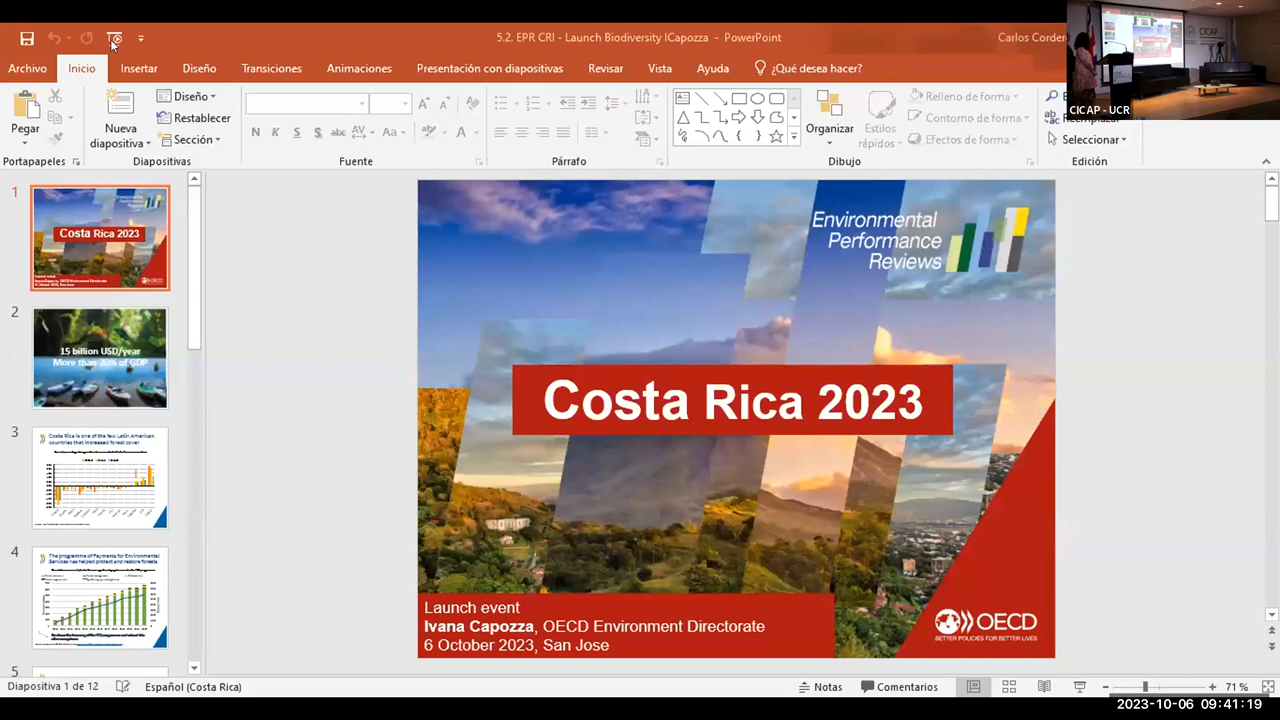 5.2. EPR CRI - Launch Biodiversity ICapozza - PowerPoint
Carlos Corder
CICAP - UCR
Archivo Inicio Insertar Diseño Transiciones Animaciones Presentación con diapositivas Revisar Vista Ayuda ¿Qué desea hacer?
Pegar
Nueva diapositiva
Diseño
Restablecer
Sección
Organizar
Estilos rápidos
Relleno de forma
Contorno de forma
Efectos de forma
Reemplazar
Seleccionar
Portapapeles Diapositivas Fuente Párrafo Dibujo Edición
1
Costa Rica 2023
2
15 billion USD/year
More than 20% of GDP
3
Costa Rica is one of the few Latin American
countries that increased forest cover
4
The programme of Payments for Environmental
Services has helped protect and restore forests
5
Environmental
Performance
Reviews
Costa Rica 2023
Launch event
Ivana Capozza, OECD Environment Directorate
6 October 2023, San Jose
OECD
BETTER POLICIES FOR BETTER LIVES
Diapositiva 1 de 12 Español (Costa Rica) Notas Comentarios 71 %
2023-10-06 09:41:19